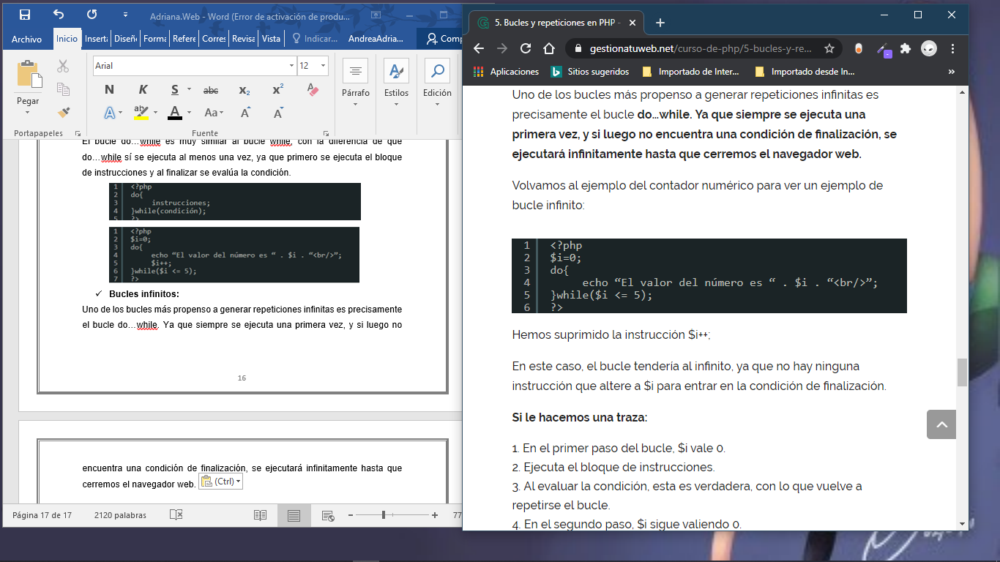 Adriana.Web - Word (Error de activación de produ...
Archivo Inicio Inserta Diseño Forma Refere Corres Revisa Vista Indicar... AndreaAdria... Comp
Pegar
Portapapeles
Arial 12
N K S abc x₂ x²
A ab A Aa A A
Fuente
Párrafo
Estilos
Edición
El bucle do…while es muy similar al bucle while, con la diferencia de que
do…while sí se ejecuta al menos una vez, ya que primero se ejecuta el bloque
de instrucciones y al finalizar se evalúa la condición.
1 <?php
2 do{
3 instrucciones;
4 }while(condición);
5 ?>
1 <?php
2 $i=0;
3 do{
4 echo “El valor del número es “ . $i . “<br/>”;
5 $i++;
6 }while($i <= 5);
7 ?>
✓ Bucles infinitos:
Uno de los bucles más propenso a generar repeticiones infinitas es precisamente
el bucle do…while. Ya que siempre se ejecuta una primera vez, y si luego no
16
encuentra una condición de finalización, se ejecutará infinitamente hasta que
cerremos el navegador web.
(Ctrl)
Página 17 de 17 2120 palabras
77
5. Bucles y repeticiones en PHP -
gestionatuweb.net/curso-de-php/5-bucles-y-re...
Aplicaciones Sitios sugeridos Importado de Inter... Importado desde In... »
Uno de los bucles más propenso a generar repeticiones infinitas es
precisamente el bucle do…while. Ya que siempre se ejecuta una
primera vez, y si luego no encuentra una condición de finalización, se
ejecutará infinitamente hasta que cerremos el navegador web.
Volvamos al ejemplo del contador numérico para ver un ejemplo de
bucle infinito:
1 <?php
2 $i=0;
3 do{
4 echo “El valor del número es “ . $i . “<br/>”;
5 }while($i <= 5);
6 ?>
Hemos suprimido la instrucción $i++;
En este caso, el bucle tendería al infinito, ya que no hay ninguna
instrucción que altere a $i para entrar en la condición de finalización.
Si le hacemos una traza:
1. En el primer paso del bucle, $i vale 0.
2. Ejecuta el bloque de instrucciones.
3. Al evaluar la condición, esta es verdadera, con lo que vuelve a
repetirse el bucle.
4. En el segundo paso, $i sigue valiendo 0.